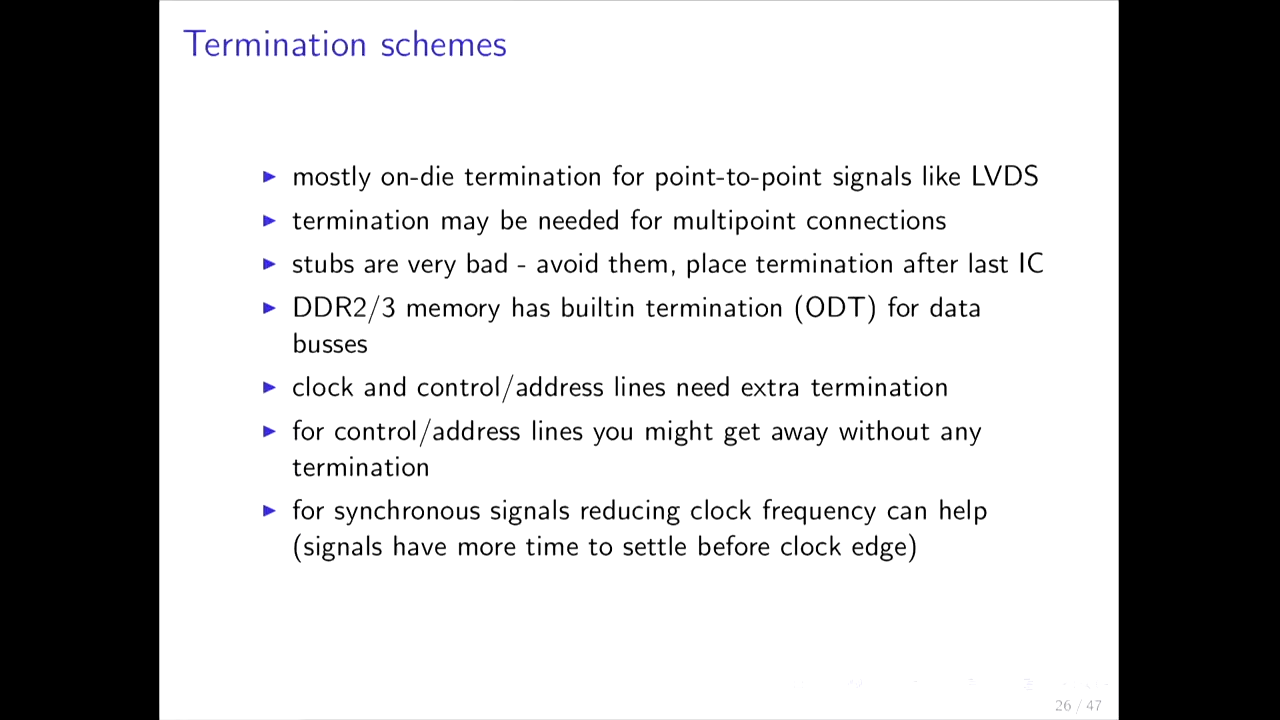 Termination schemes
mostly on-die termination for point-to-point signals like LVDS
termination may be needed for multipoint connections
stubs are very bad - avoid them, place termination after last IC
DDR2/3 memory has builtin termination (ODT) for data
busses
clock and control/address lines need extra termination
for control/address lines you might get away without any
termination
for synchronous signals reducing clock frequency can help
(signals have more time to settle before clock edge)
26 / 47